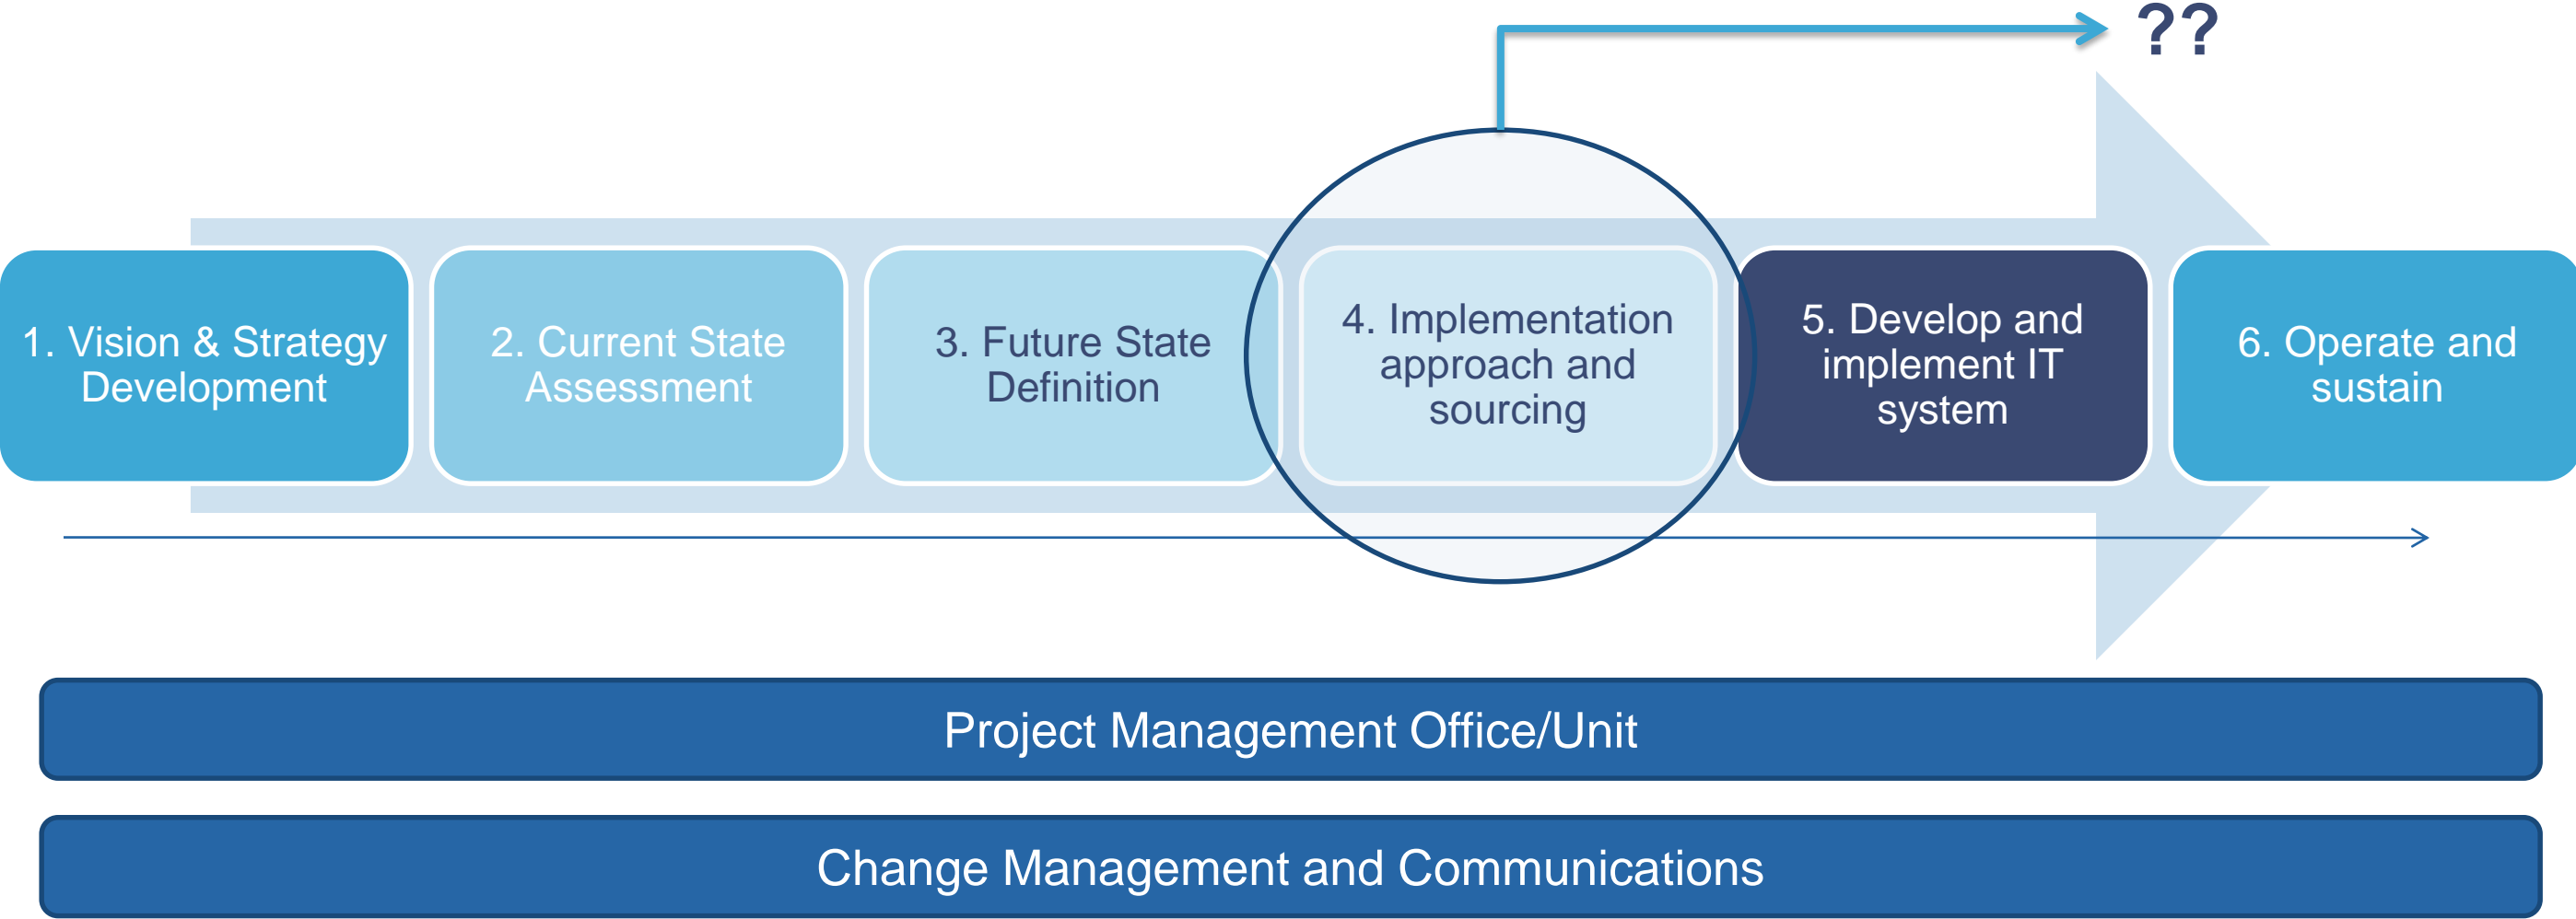 ??
1. Vision & Strategy
Development
2. Current State
Assessment
3. Future State
Definition
4. Implementation
approach and
sourcing
5. Develop and
implement IT
system
6. Operate and
sustain
Project Management Office/Unit
Change Management and Communications